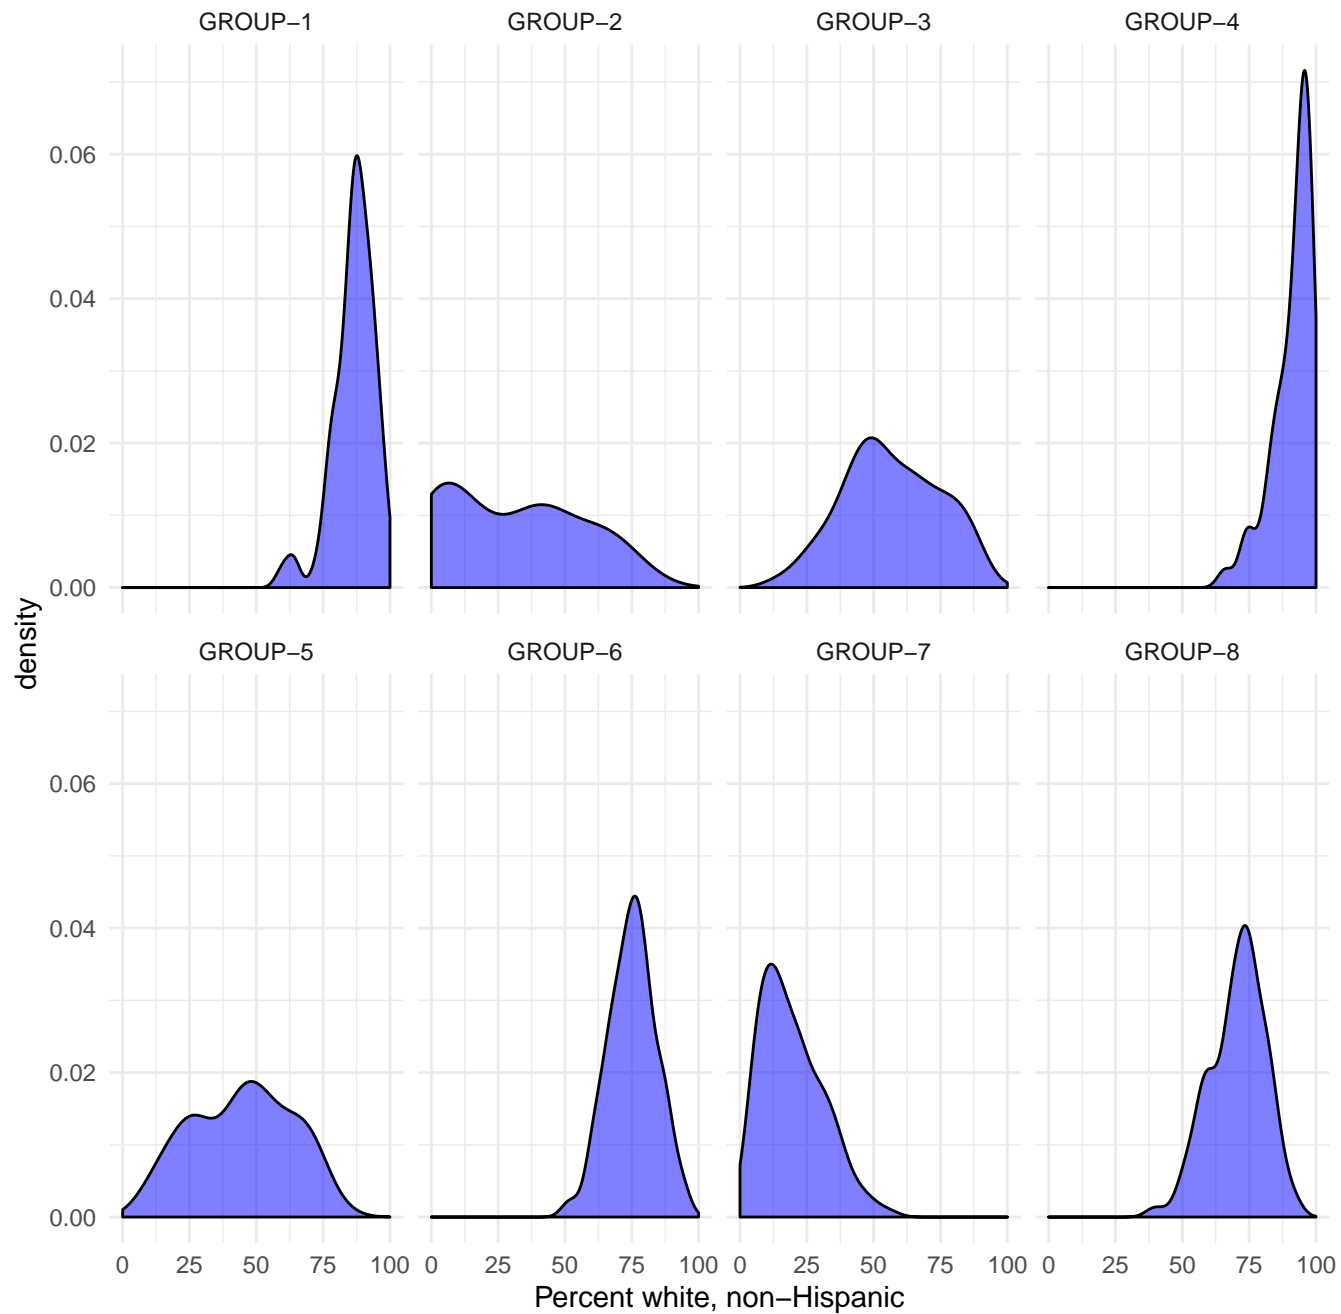 GROUP−1 GROUP−2 GROUP−3 GROUP−4
0.06
0.04
0.02
0.00
GROUP−5 GROUP−6 GROUP−7 GROUP−8
0.06
0.04
0.02
0.00
0 25 50 75 100 0 25 50 75 100 0 25 50 75 100 0 25 50 75 100
Percent white, non−Hispanic
density